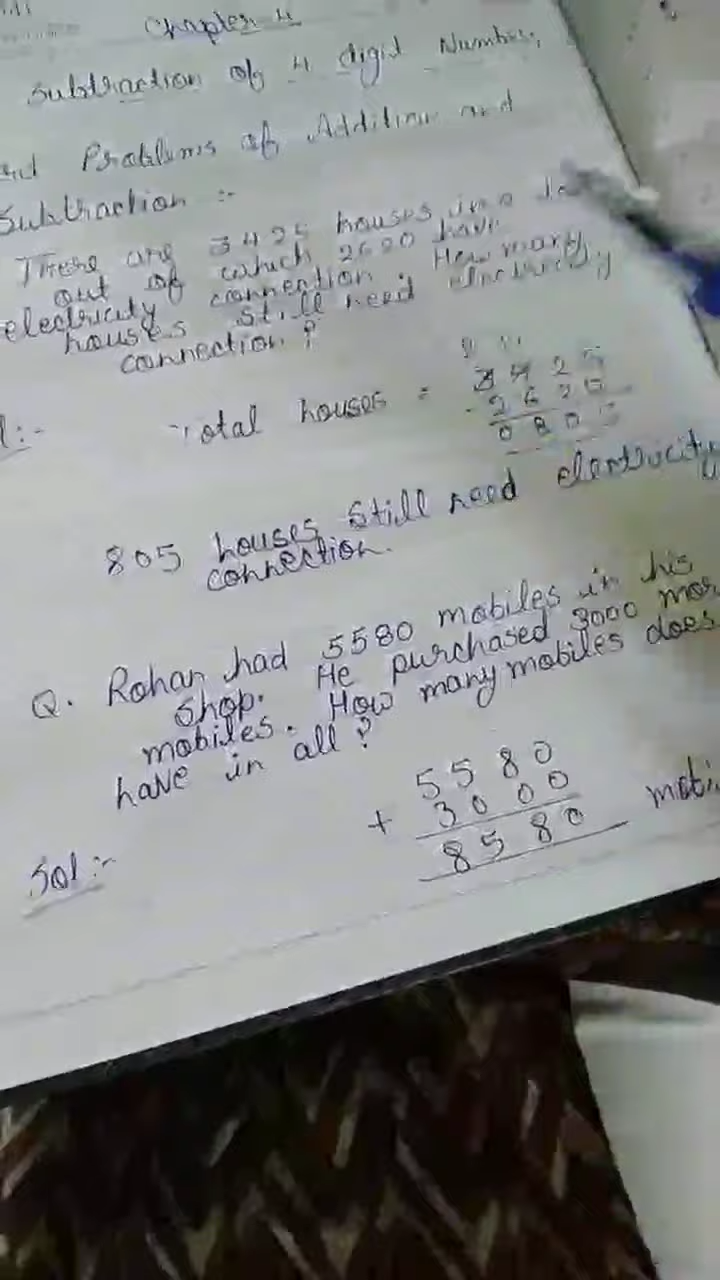 Chapter 4
Subtraction of 4 digit Number,
Problems of Addition and
Subtraction :-
There are 3425 houses in a
out of which 2620 have
electricity connection. How many
houses still need electricity
connection ?
Total houses = 3425
- 2620
0805
805 houses still need electricity
connection.
Q. Rohan had 5580 mobiles in his
shop. He purchased 3000 mor
mobiles. How many mobiles does
have in all ?
Sol :-
5580
+ 3000
8580 mobi